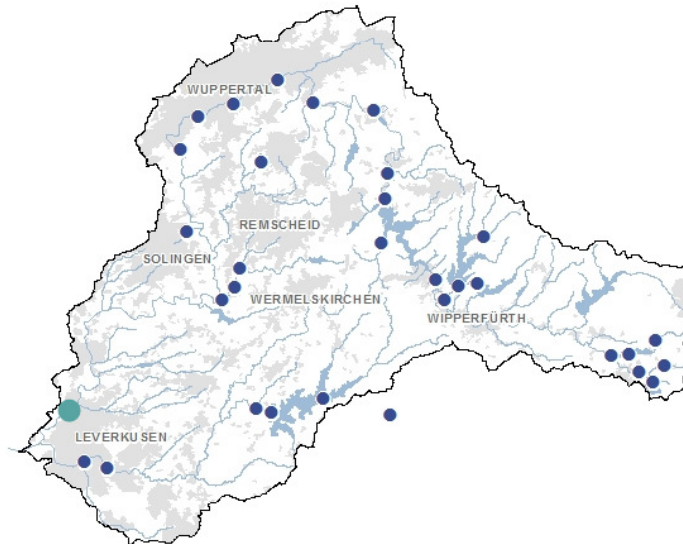 WUPPERTAL
REMSCHEID
SOLINGEN
WERMELSKIRCHEN
WIPPERFÜRTH
LEVERKUSEN